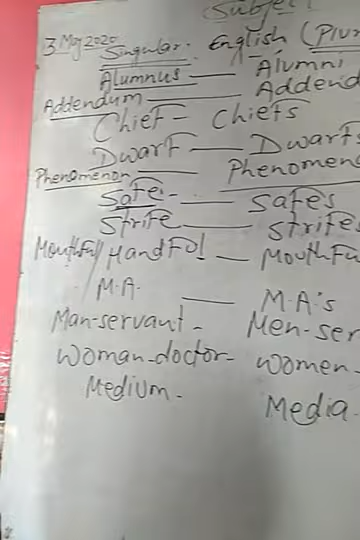 Subject
3 May 2020
Singular. English (Plur
Alumnus — Alumni
Addendum — Addend
Chief - Chiefs
Dwarf — Dwarfs
Phenomenon — Phenomen
Safe - — Safes
Strife — Strifes
Mouthful/Handful — Mouthfu
M.A. — M.A's
Man-servant - Men-ser
Woman-doctor- women-
Medium - Media.